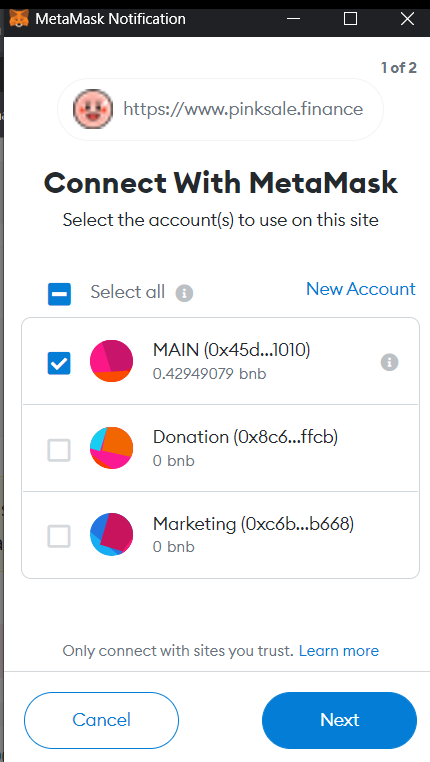 MetaMask Notification
1 of 2
https://www.pinksale.finance
Connect With MetaMask
Select the account(s) to use on this site
Select all
New Account
MAIN (0x45d...1010)
0.42949079 bnb
Donation (0x8c6...ffcb)
0 bnb
Marketing (0xc6b...b668)
0 bnb
Only connect with sites you trust. Learn more
Cancel
Next